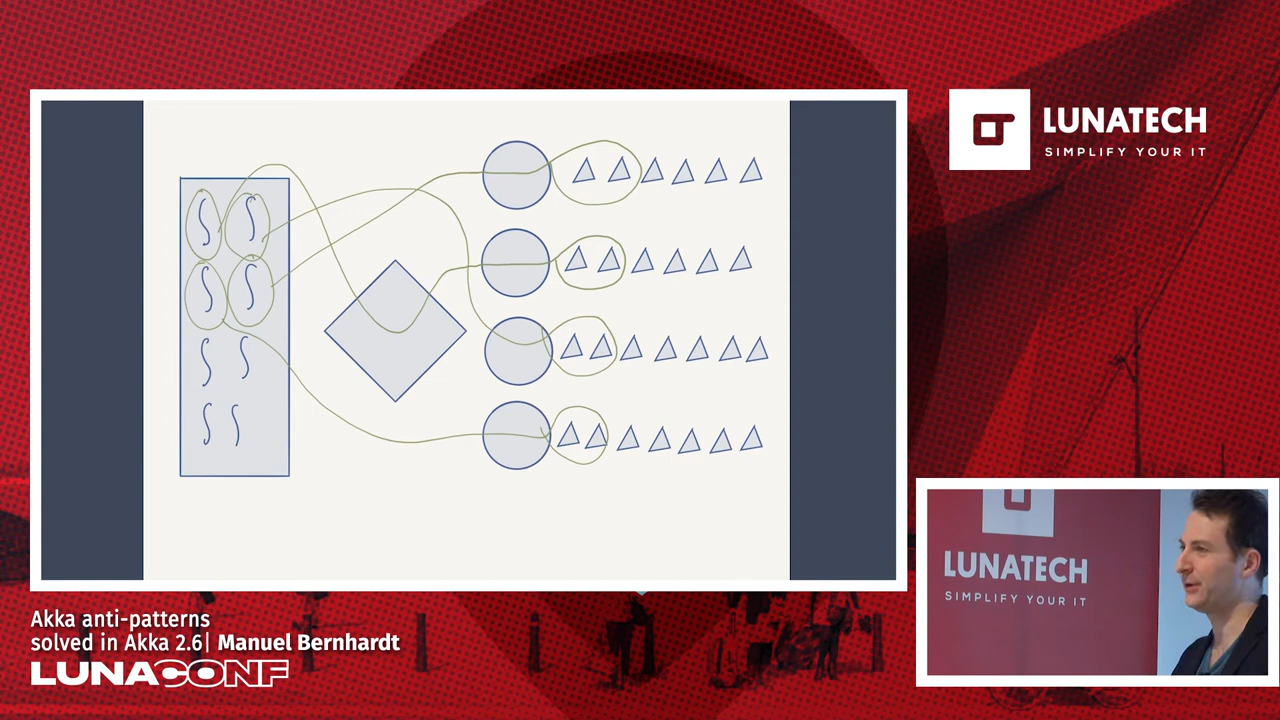 LUNATECH
SIMPLIFY YOUR IT
LUNATECH
SIMPLIFY YOUR IT
Akka anti-patterns
solved in Akka 2.6| Manuel Bernhardt
LUNACONF